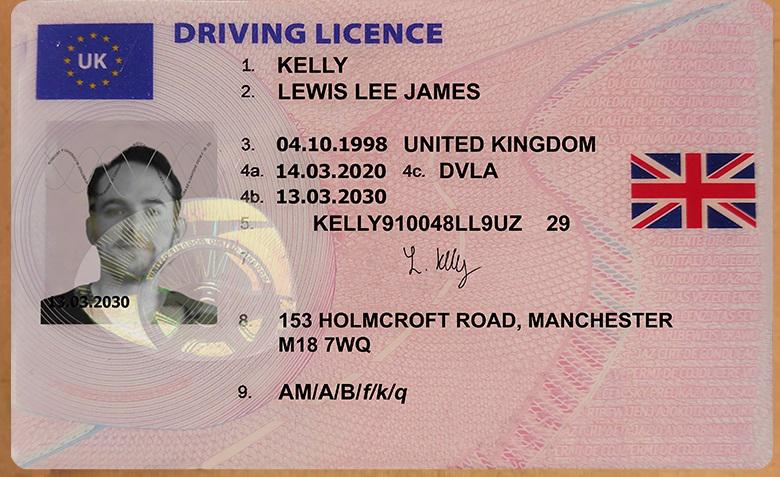 UK
DRIVING LICENCE
1. KELLY
2. LEWIS LEE JAMES
3. 04.10.1998 UNITED KINGDOM
4a. 14.03.2020 4c. DVLA
4b. 13.03.2030
5. KELLY910048LL9UZ 29
L. Kelly
13.03.2030
8. 153 HOLMCROFT ROAD, MANCHESTER
M18 7WQ
9. AM/A/B/f/k/q